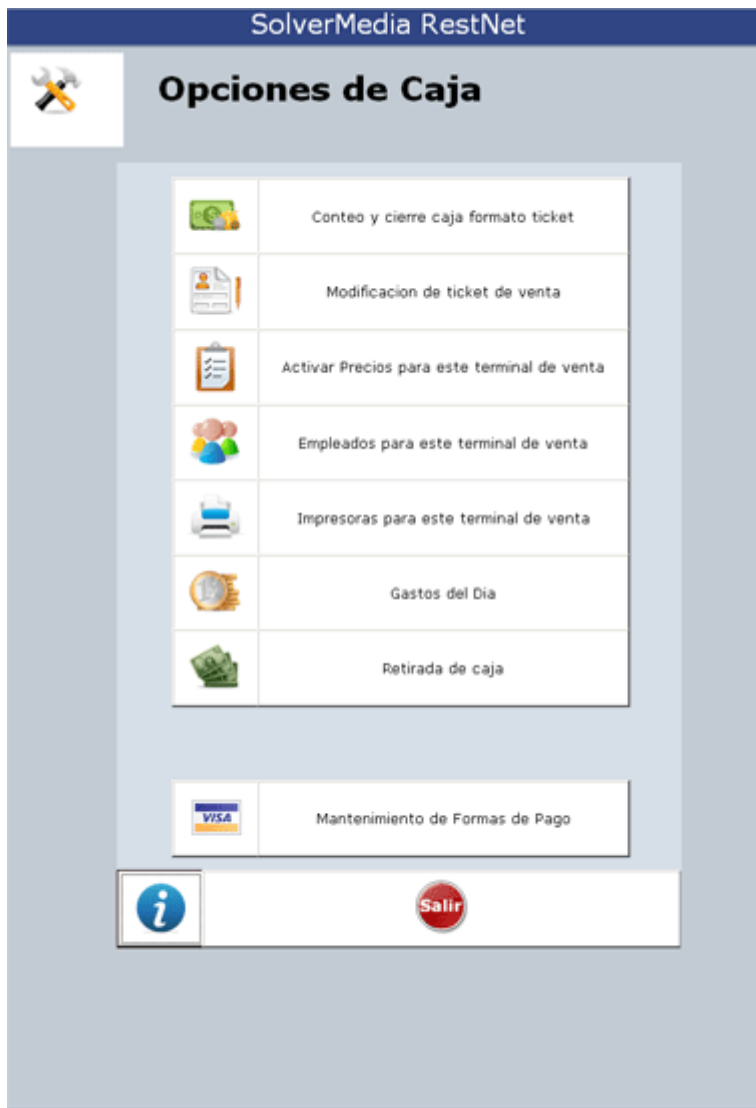 SolverMedia RestNet
Opciones de Caja
Conteo y cierre caja formato ticket
Modificacion de ticket de venta
Activar Precios para este terminal de venta
Empleados para este terminal de venta
Impresoras para este terminal de venta
Gastos del Dia
Retirada de caja
VISA
Mantenimiento de Formas de Pago
i
Salir